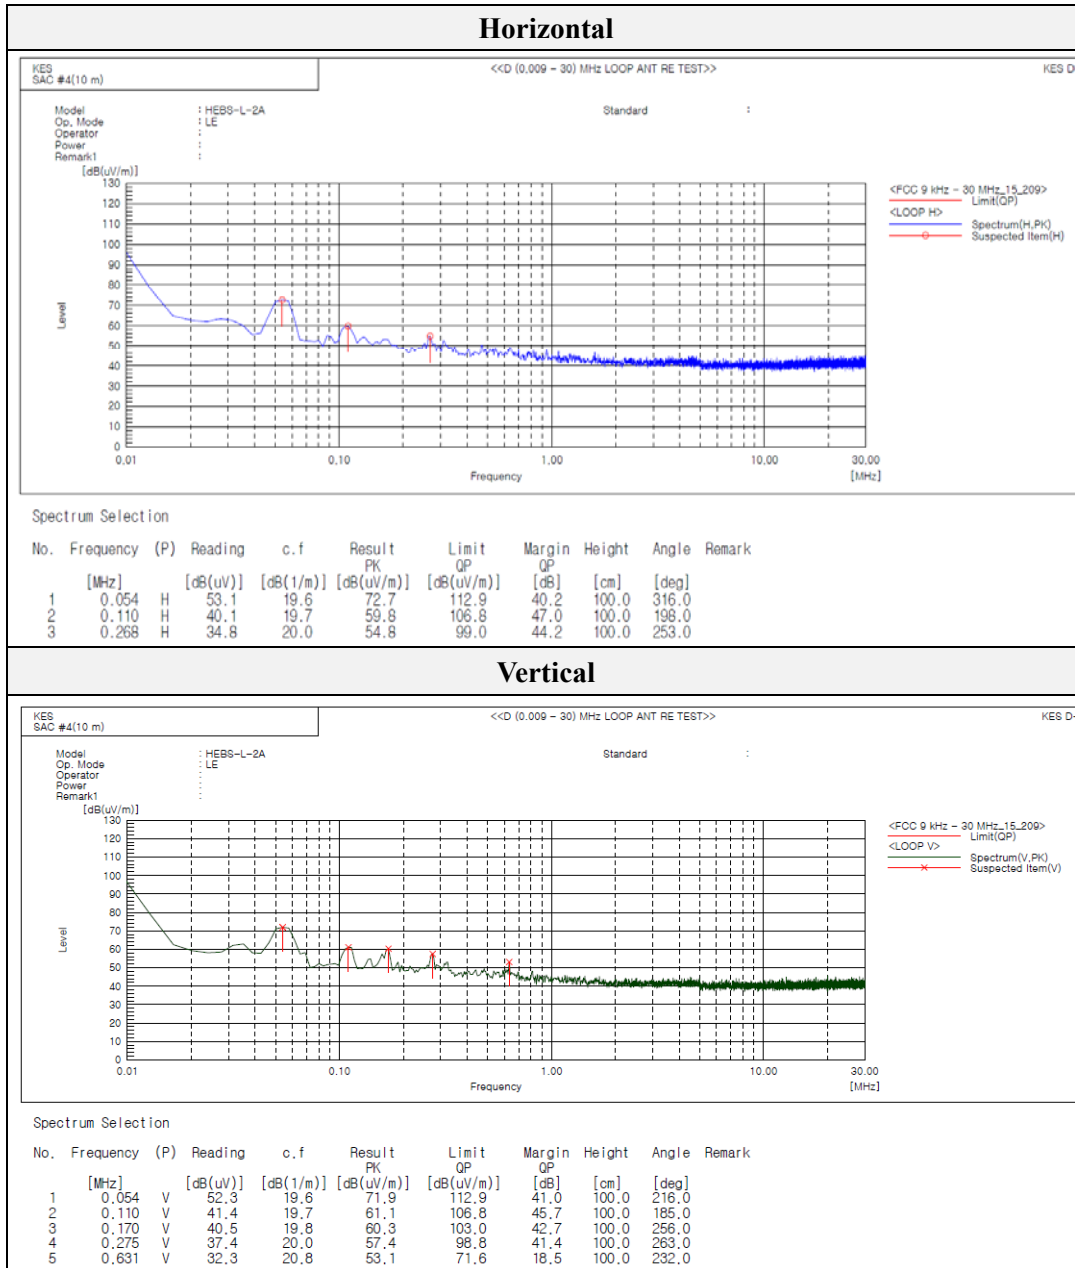 Horizontal
KES
SAC #4(10 m)
<<D (0.009 - 30) MHz LOOP ANT RE TEST>>
KES D
Model : HEBS-L-2A Standard :
Op. Mode : LE
Operator :
Power :
Remark1 :
[dB(uV/m)]
130
120
110
100
90
80
70
60
50
40
30
20
10
0
Level
0.01 0.10 1.00 10.00 30.00
Frequency [MHz]
<FCC 9 kHz - 30 MHz_15_209>
Limit(QP)
<LOOP H>
Spectrum(H,PK)
Suspected Item(H)
Spectrum Selection
No. Frequency (P) Reading c.f Result Limit Margin Height Angle Remark
PK QP QP
[MHz] [dB(uV)] [dB(1/m)] [dB(uV/m)] [dB(uV/m)] [dB] [cm] [deg]
1 0.054 H 53.1 19.6 72.7 112.9 40.2 100.0 316.0
2 0.110 H 40.1 19.7 59.8 106.8 47.0 100.0 198.0
3 0.268 H 34.8 20.0 54.8 99.0 44.2 100.0 253.0
Vertical
KES
SAC #4(10 m)
<<D (0.009 - 30) MHz LOOP ANT RE TEST>>
KES D-
Model : HEBS-L-2A Standard :
Op. Mode : LE
Operator :
Power :
Remark1 :
[dB(uV/m)]
130
120
110
100
90
80
70
60
50
40
30
20
10
0
Level
0.01 0.10 1.00 10.00 30.00
Frequency [MHz]
<FCC 9 kHz - 30 MHz_15_209>
Limit(QP)
<LOOP V>
Spectrum(V,PK)
Suspected Item(V)
Spectrum Selection
No. Frequency (P) Reading c.f Result Limit Margin Height Angle Remark
PK QP QP
[MHz] [dB(uV)] [dB(1/m)] [dB(uV/m)] [dB(uV/m)] [dB] [cm] [deg]
1 0.054 V 52.3 19.6 71.9 112.9 41.0 100.0 216.0
2 0.110 V 41.4 19.7 61.1 106.8 45.7 100.0 185.0
3 0.170 V 40.5 19.8 60.3 103.0 42.7 100.0 256.0
4 0.275 V 37.4 20.0 57.4 98.8 41.4 100.0 263.0
5 0.631 V 32.3 20.8 53.1 71.6 18.5 100.0 232.0